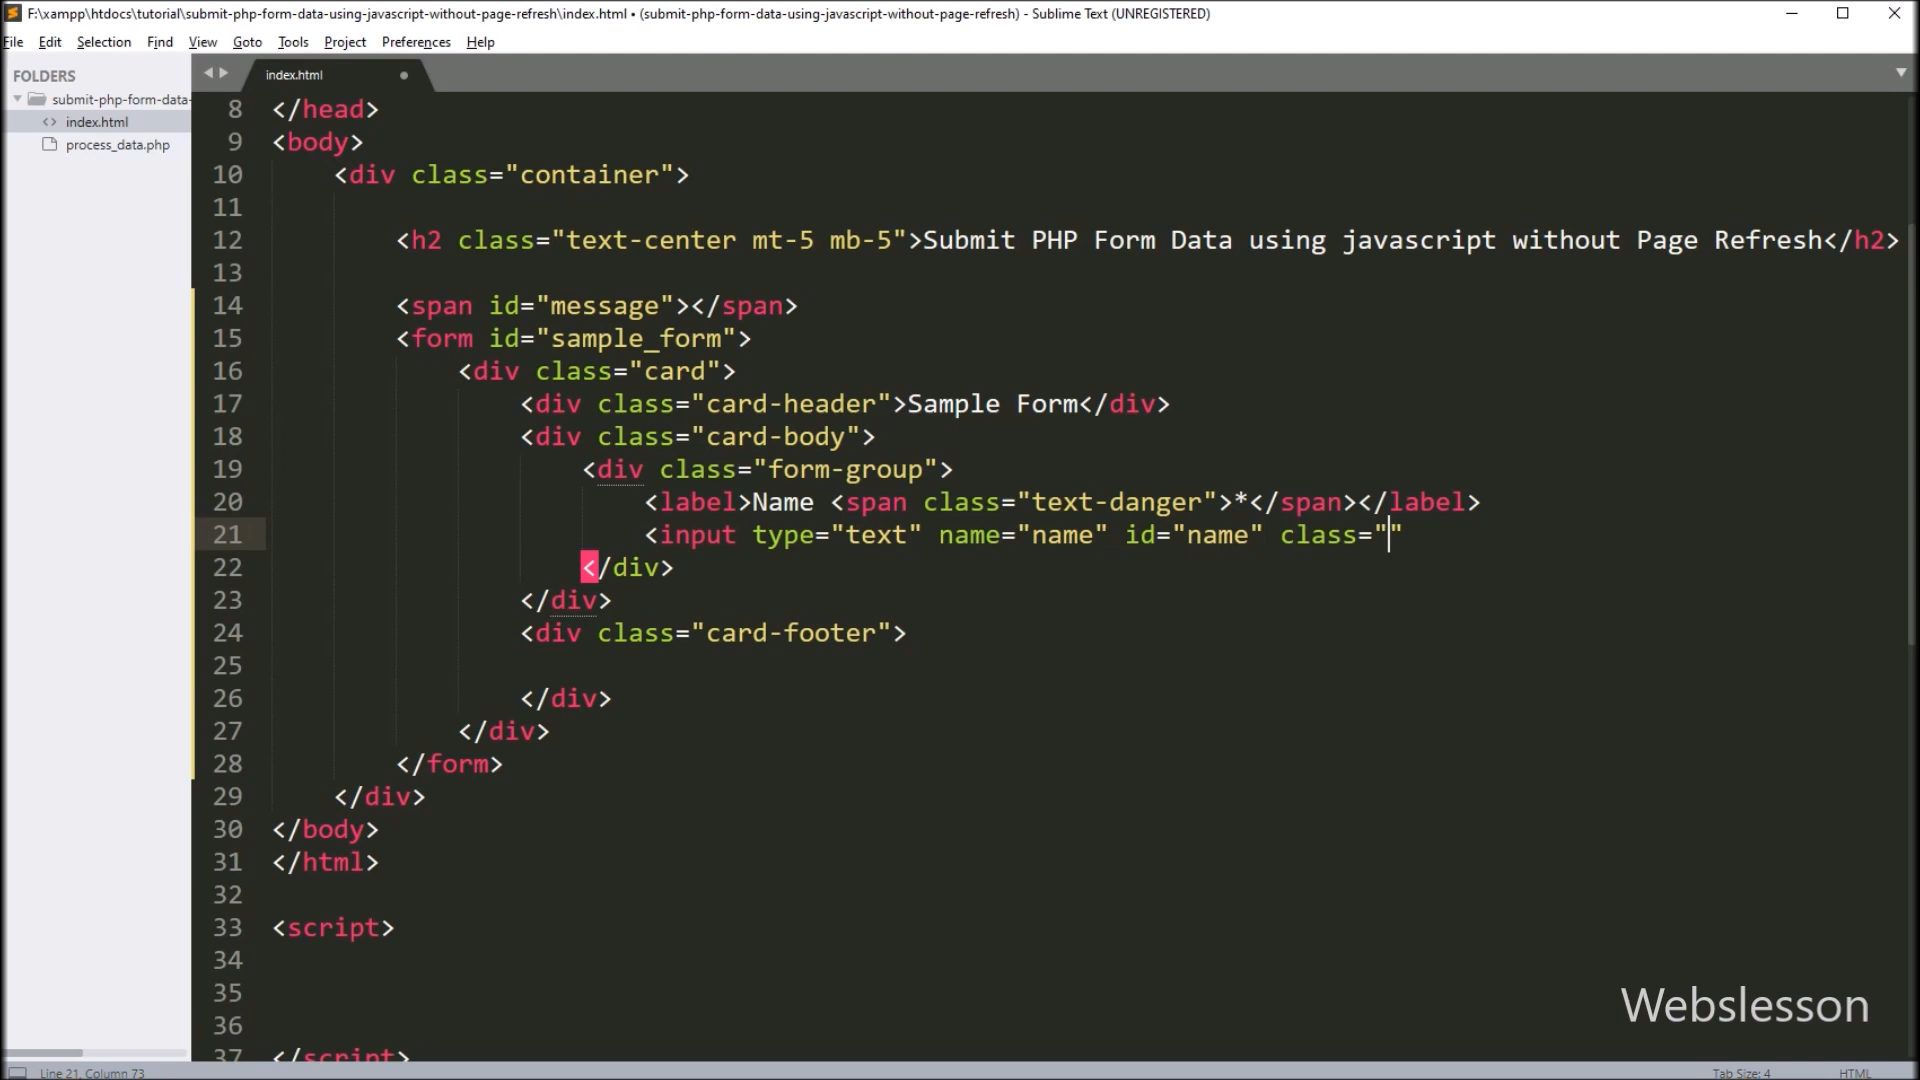 F:\xampp\htdocs\tutorial\submit-php-form-data-using-javascript-without-page-refresh\index.html • (submit-php-form-data-using-javascript-without-page-refresh) - Sublime Text (UNREGISTERED)
File Edit Selection Find View Goto Tools Project Preferences Help
FOLDERS
submit-php-form-data-
index.html
process_data.php
index.html
8 </head>
9 <body>
10 <div class="container">
11
12 <h2 class="text-center mt-5 mb-5">Submit PHP Form Data using javascript without Page Refresh</h2>
13
14 <span id="message"></span>
15 <form id="sample_form">
16 <div class="card">
17 <div class="card-header">Sample Form</div>
18 <div class="card-body">
19 <div class="form-group">
20 <label>Name <span class="text-danger">*</span></label>
21 <input type="text" name="name" id="name" class=""
22 </div>
23 </div>
24 <div class="card-footer">
25
26 </div>
27 </div>
28 </form>
29 </div>
30 </body>
31 </html>
32
33 <script>
34
35
36
37 </script>
Webslesson
Line 21, Column 73
Tab Size: 4
HTML